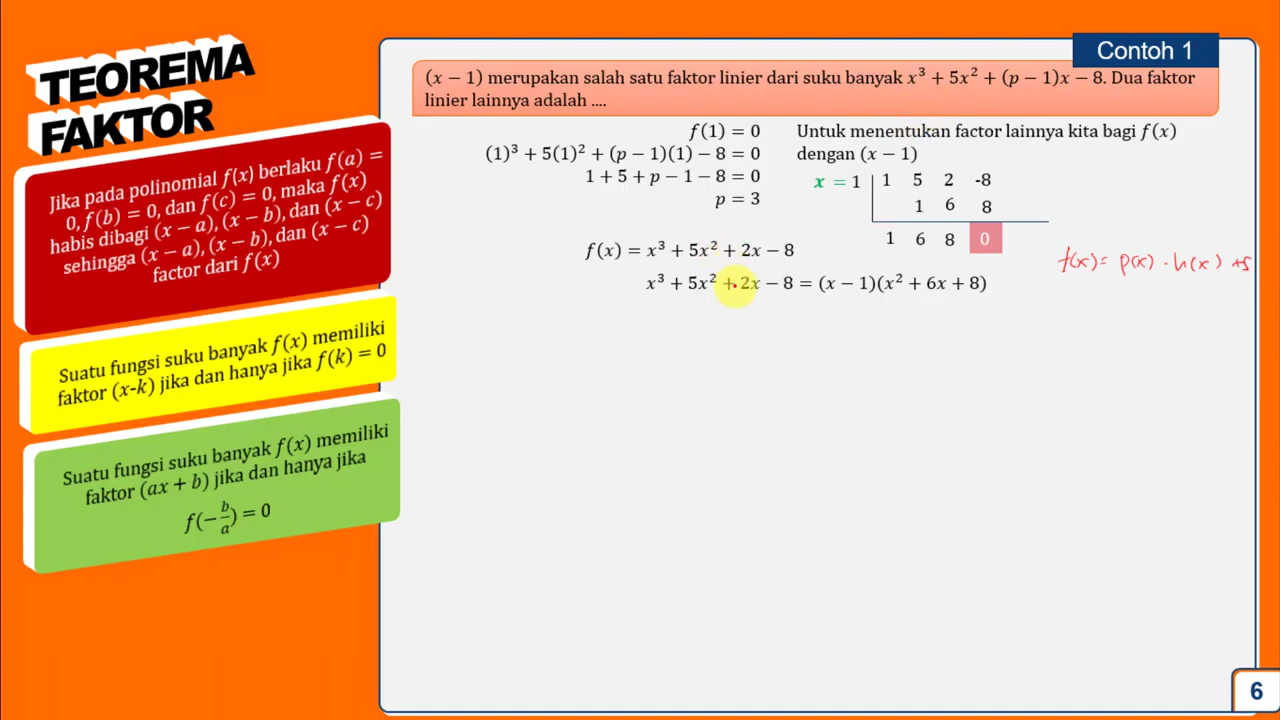 TEOREMA
FAKTOR
Jika pada polinomial f(x) berlaku f(a) =
0, f(b) = 0, dan f(c) = 0, maka f(x)
habis dibagi (x − a), (x − b), dan (x − c)
sehingga (x − a), (x − b), dan (x − c)
factor dari f(x)
Suatu fungsi suku banyak f(x) memiliki
faktor (x-k) jika dan hanya jika f(k) = 0
Suatu fungsi suku banyak f(x) memiliki
faktor (ax + b) jika dan hanya jika
f(−b/a) = 0
Contoh 1
(x − 1) merupakan salah satu faktor linier dari suku banyak x³ + 5x² + (p − 1)x − 8. Dua faktor
linier lainnya adalah ....
f(1) = 0
(1)³ + 5(1)² + (p − 1)(1) − 8 = 0
1 + 5 + p − 1 − 8 = 0
p = 3
Untuk menentukan factor lainnya kita bagi f(x)
dengan (x − 1)
x = 1 1 5 2 -8
1 6 8
1 6 8 0
f(x) = x³ + 5x² + 2x − 8
x³ + 5x² + 2x − 8 = (x − 1)(x² + 6x + 8)
f(x) = p(x) · h(x) + s
6